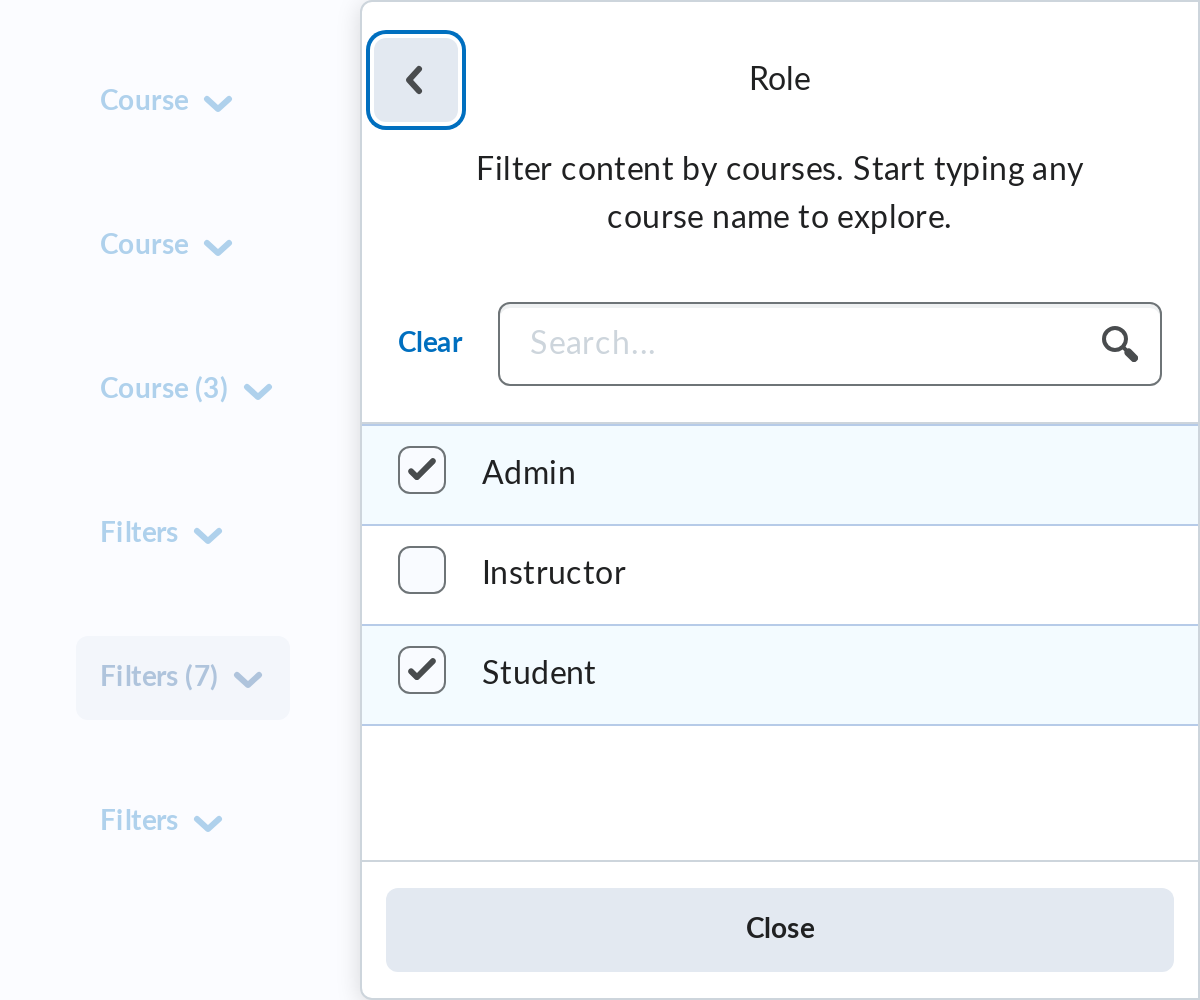 Course
Course
Course (3)
Filters
Filters (7)
Filters
Role
Filter content by courses. Start typing any
course name to explore.
Clear
Search...
Admin
Instructor
Student
Close